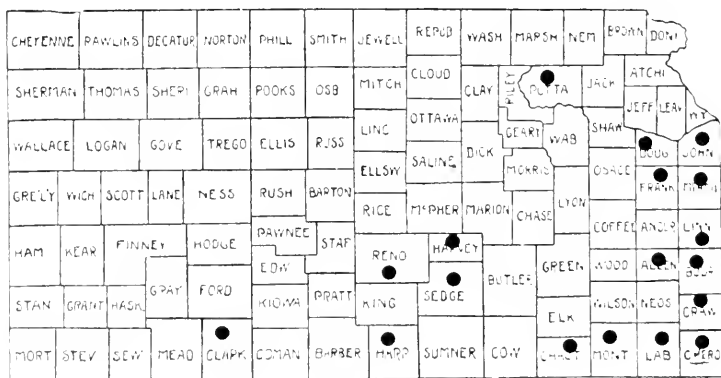 CHEYENNE RAWLINS DECATUR NORTON PHILL SMITH JEWELL REPUB WASH MARSH NEM BROWN DONI
SHERMAN THOMAS SHERI GRAH ROOKS OSB MITCH CLOUD CLAY RILEY POTTA JACK ATCHI
JEFF LEAV WY
WALLACE LOGAN GOVE TREGO ELLIS RUSS LINC OTTAWA DICK GEARY WAB SHAW DOUG JOHN
ELLSW SALINE MORRIS OSAGE FRANK MIAMI
GRE'LY WICH SCOTT LANE NESS RUSH BARTON RICE McPHER MARION CHASE LYON COFFEE ANDER LINN
HAM KEAR FINNEY HODGE PAWNEE STAF RENO HARVEY
EDW SEDGE BUTLER GREEN WOOD ALLEN BOUR
STAN GRANT HASK GRAY FORD KIOWA PRATT KING ELK WILSON NEOS CRAW
MORT STEV SEW MEAD CLARK COMAN BARBER HARP SUMNER COW CHAUT MONT LAB CHERO